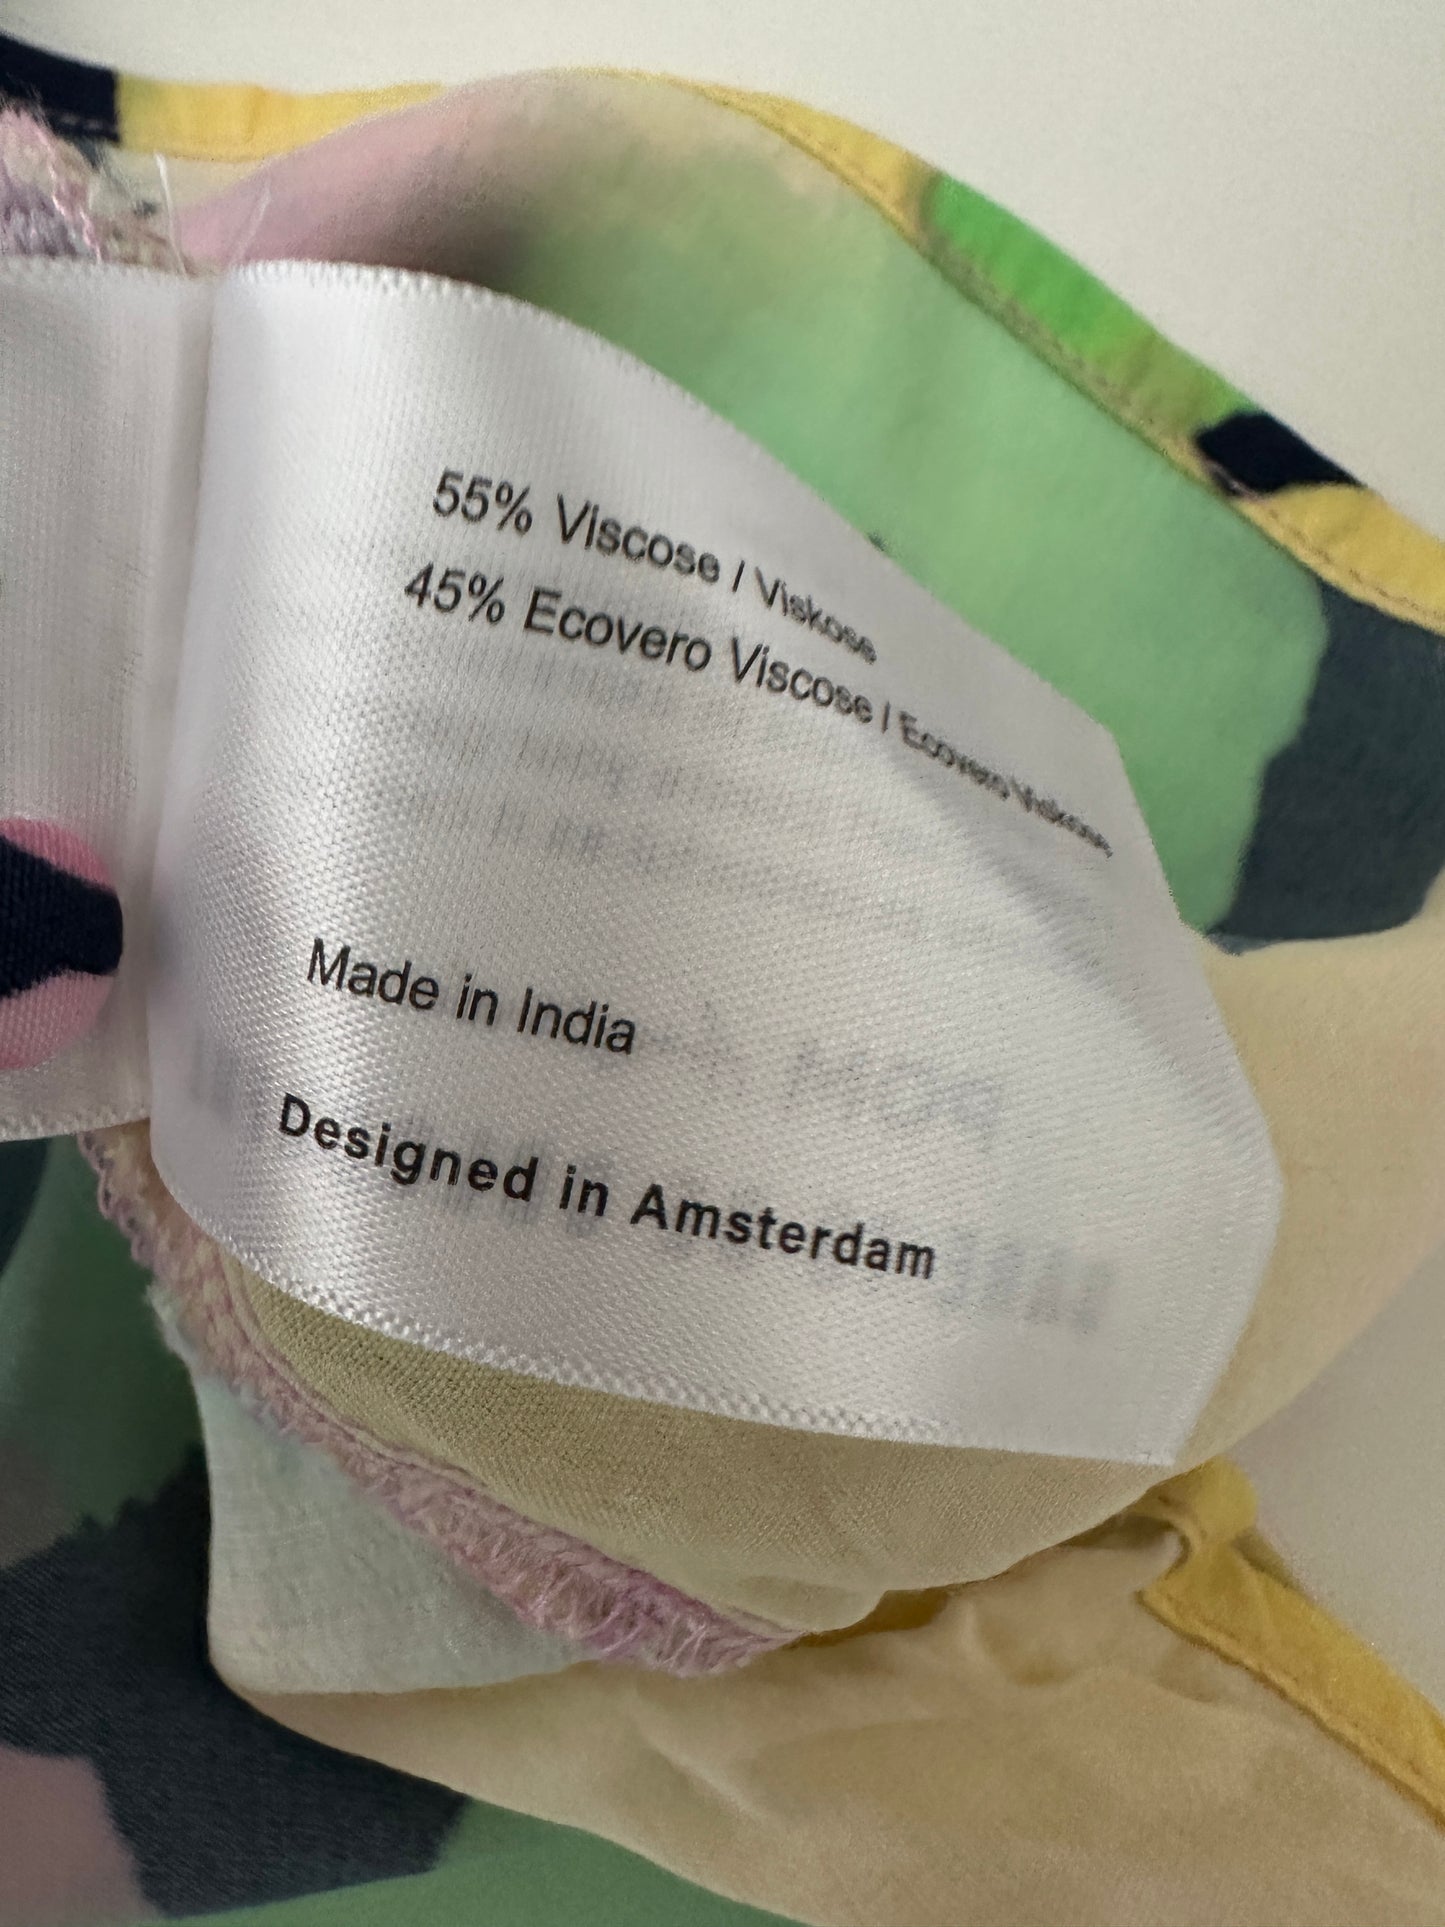 55% Viscose / Viskose
45% Ecovero Viscose / Ecovero Viskose
Made in India
Designed in Amsterdam